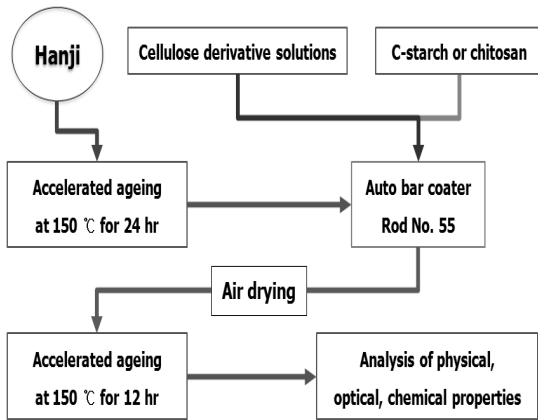 Hanji
Cellulose derivative solutions
C-starch or chitosan
Accelerated ageing
at 150 ℃ for 24 hr
Auto bar coater
Rod No. 55
Air drying
Accelerated ageing
at 150 ℃ for 12 hr
Analysis of physical,
optical, chemical properties